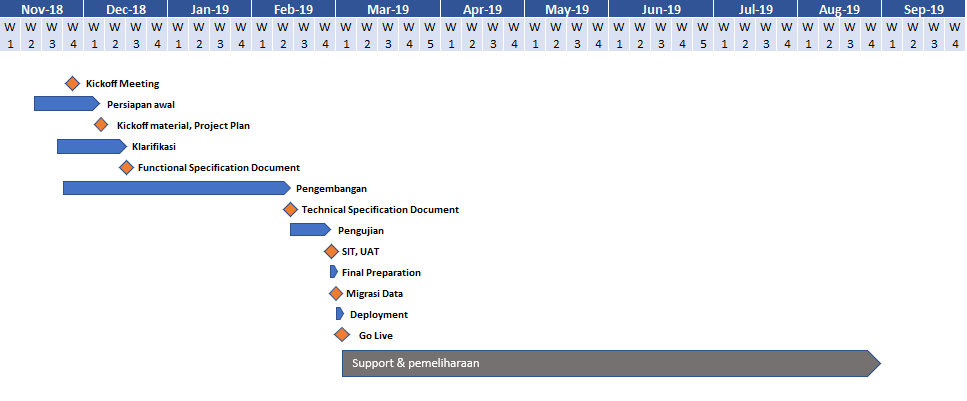 Nov-18 Dec-18 Jan-19 Feb-19 Mar-19 Apr-19 May-19 Jun-19 Jul-19 Aug-19 Sep-19
W W W W W W W W W W W W W W W W W W W W W W W W W W W W W W W W W W W W W W W W W W W W W W
1 2 3 4 1 2 3 4 1 2 3 4 1 2 3 4 1 2 3 4 5 1 2 3 4 1 2 3 4 1 2 3 4 5 1 2 3 4 1 2 3 4 1 2 3 4
Kickoff Meeting
Persiapan awal
Kickoff material, Project Plan
Klarifikasi
Functional Specification Document
Pengembangan
Technical Specification Document
Pengujian
SIT, UAT
Final Preparation
Migrasi Data
Deployment
Go Live
Support & pemeliharaan